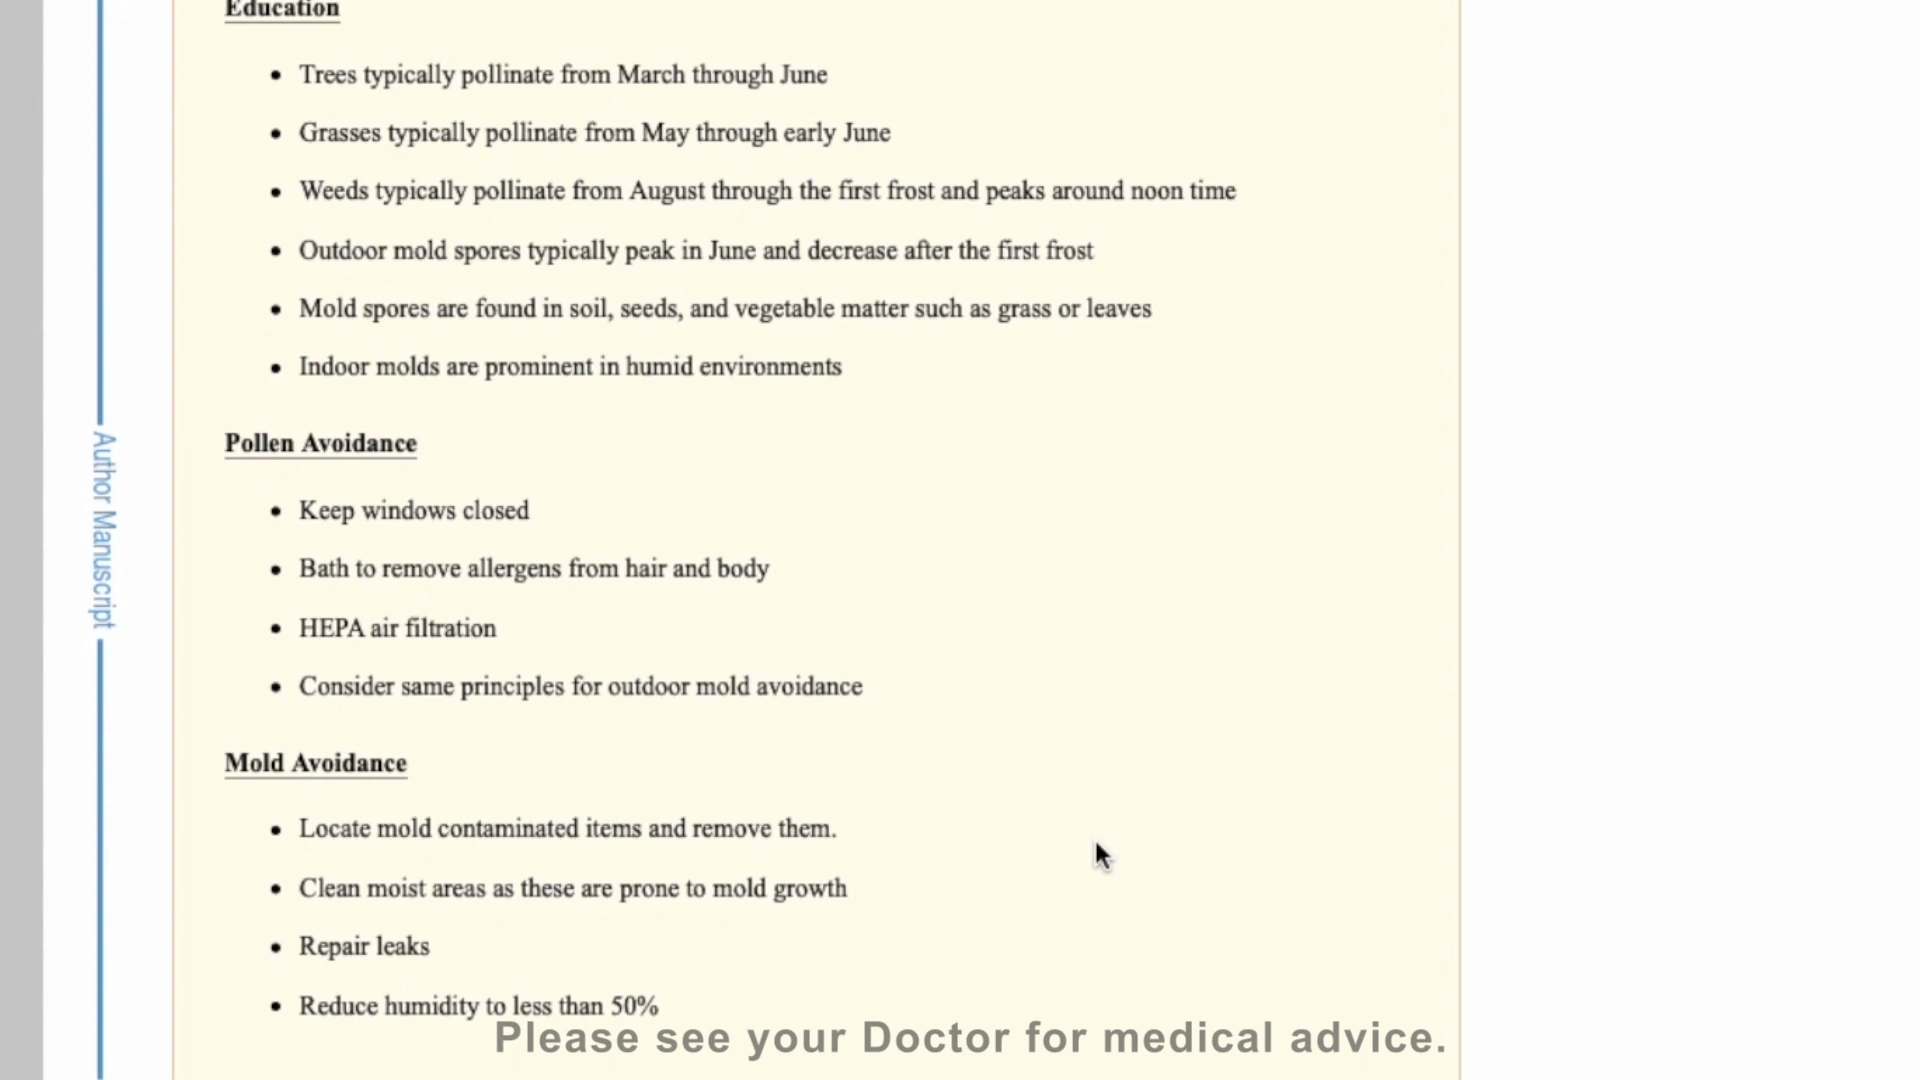 Education
• Trees typically pollinate from March through June
• Grasses typically pollinate from May through early June
• Weeds typically pollinate from August through the first frost and peaks around noon time
• Outdoor mold spores typically peak in June and decrease after the first frost
• Mold spores are found in soil, seeds, and vegetable matter such as grass or leaves
• Indoor molds are prominent in humid environments
Pollen Avoidance
• Keep windows closed
• Bath to remove allergens from hair and body
• HEPA air filtration
• Consider same principles for outdoor mold avoidance
Mold Avoidance
• Locate mold contaminated items and remove them.
• Clean moist areas as these are prone to mold growth
• Repair leaks
• Reduce humidity to less than 50%
Please see your Doctor for medical advice.
Author Manuscript